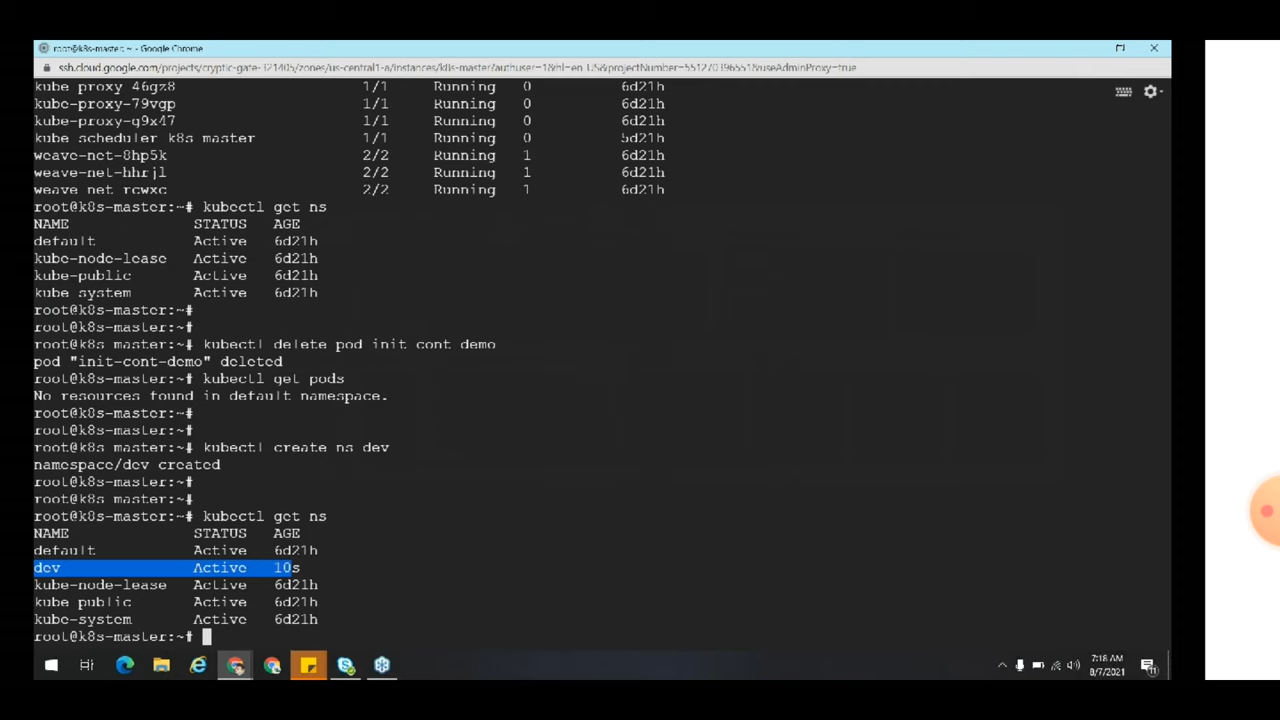 root@k8s-master: ~ - Google Chrome
ssh.cloud.google.com/projects/cryptic-gate-321405/zones/us-central1-a/instances/k8s-master?authuser=1&hl=en_US&projectNumber=551270396551&useAdminProxy=true
kube proxy 46gz8 1/1 Running 0 6d21h
kube-proxy-79vgp 1/1 Running 0 6d21h
kube-proxy-q9x47 1/1 Running 0 6d21h
kube scheduler k8s master 1/1 Running 0 5d21h
weave-net-8hp5k 2/2 Running 1 6d21h
weave-net-hhrjl 2/2 Running 1 6d21h
weave net rcwxc 2/2 Running 1 6d21h
root@k8s-master:~# kubectl get ns
NAME STATUS AGE
default Active 6d21h
kube-node-lease Active 6d21h
kube-public Active 6d21h
kube system Active 6d21h
root@k8s-master:~#
root@k8s-master:~#
root@k8s-master:~# kubectl delete pod init cont demo
pod "init-cont-demo" deleted
root@k8s-master:~# kubectl get pods
No resources found in default namespace.
root@k8s-master:~#
root@k8s master:~#
root@k8s master:~# kubectl create ns dev
namespace/dev created
root@k8s-master:~#
root@k8s master:~#
root@k8s-master:~# kubectl get ns
NAME STATUS AGE
default Active 6d21h
dev Active 10s
kube-node-lease Active 6d21h
kube public Active 6d21h
kube-system Active 6d21h
root@k8s-master:~#
7:18 AM
8/7/2021